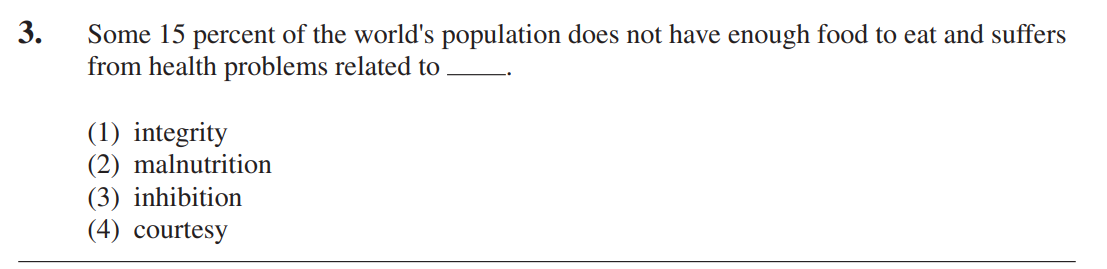 3. Some 15 percent of the world's population does not have enough food to eat and suffers
from health problems related to _____.
(1) integrity
(2) malnutrition
(3) inhibition
(4) courtesy